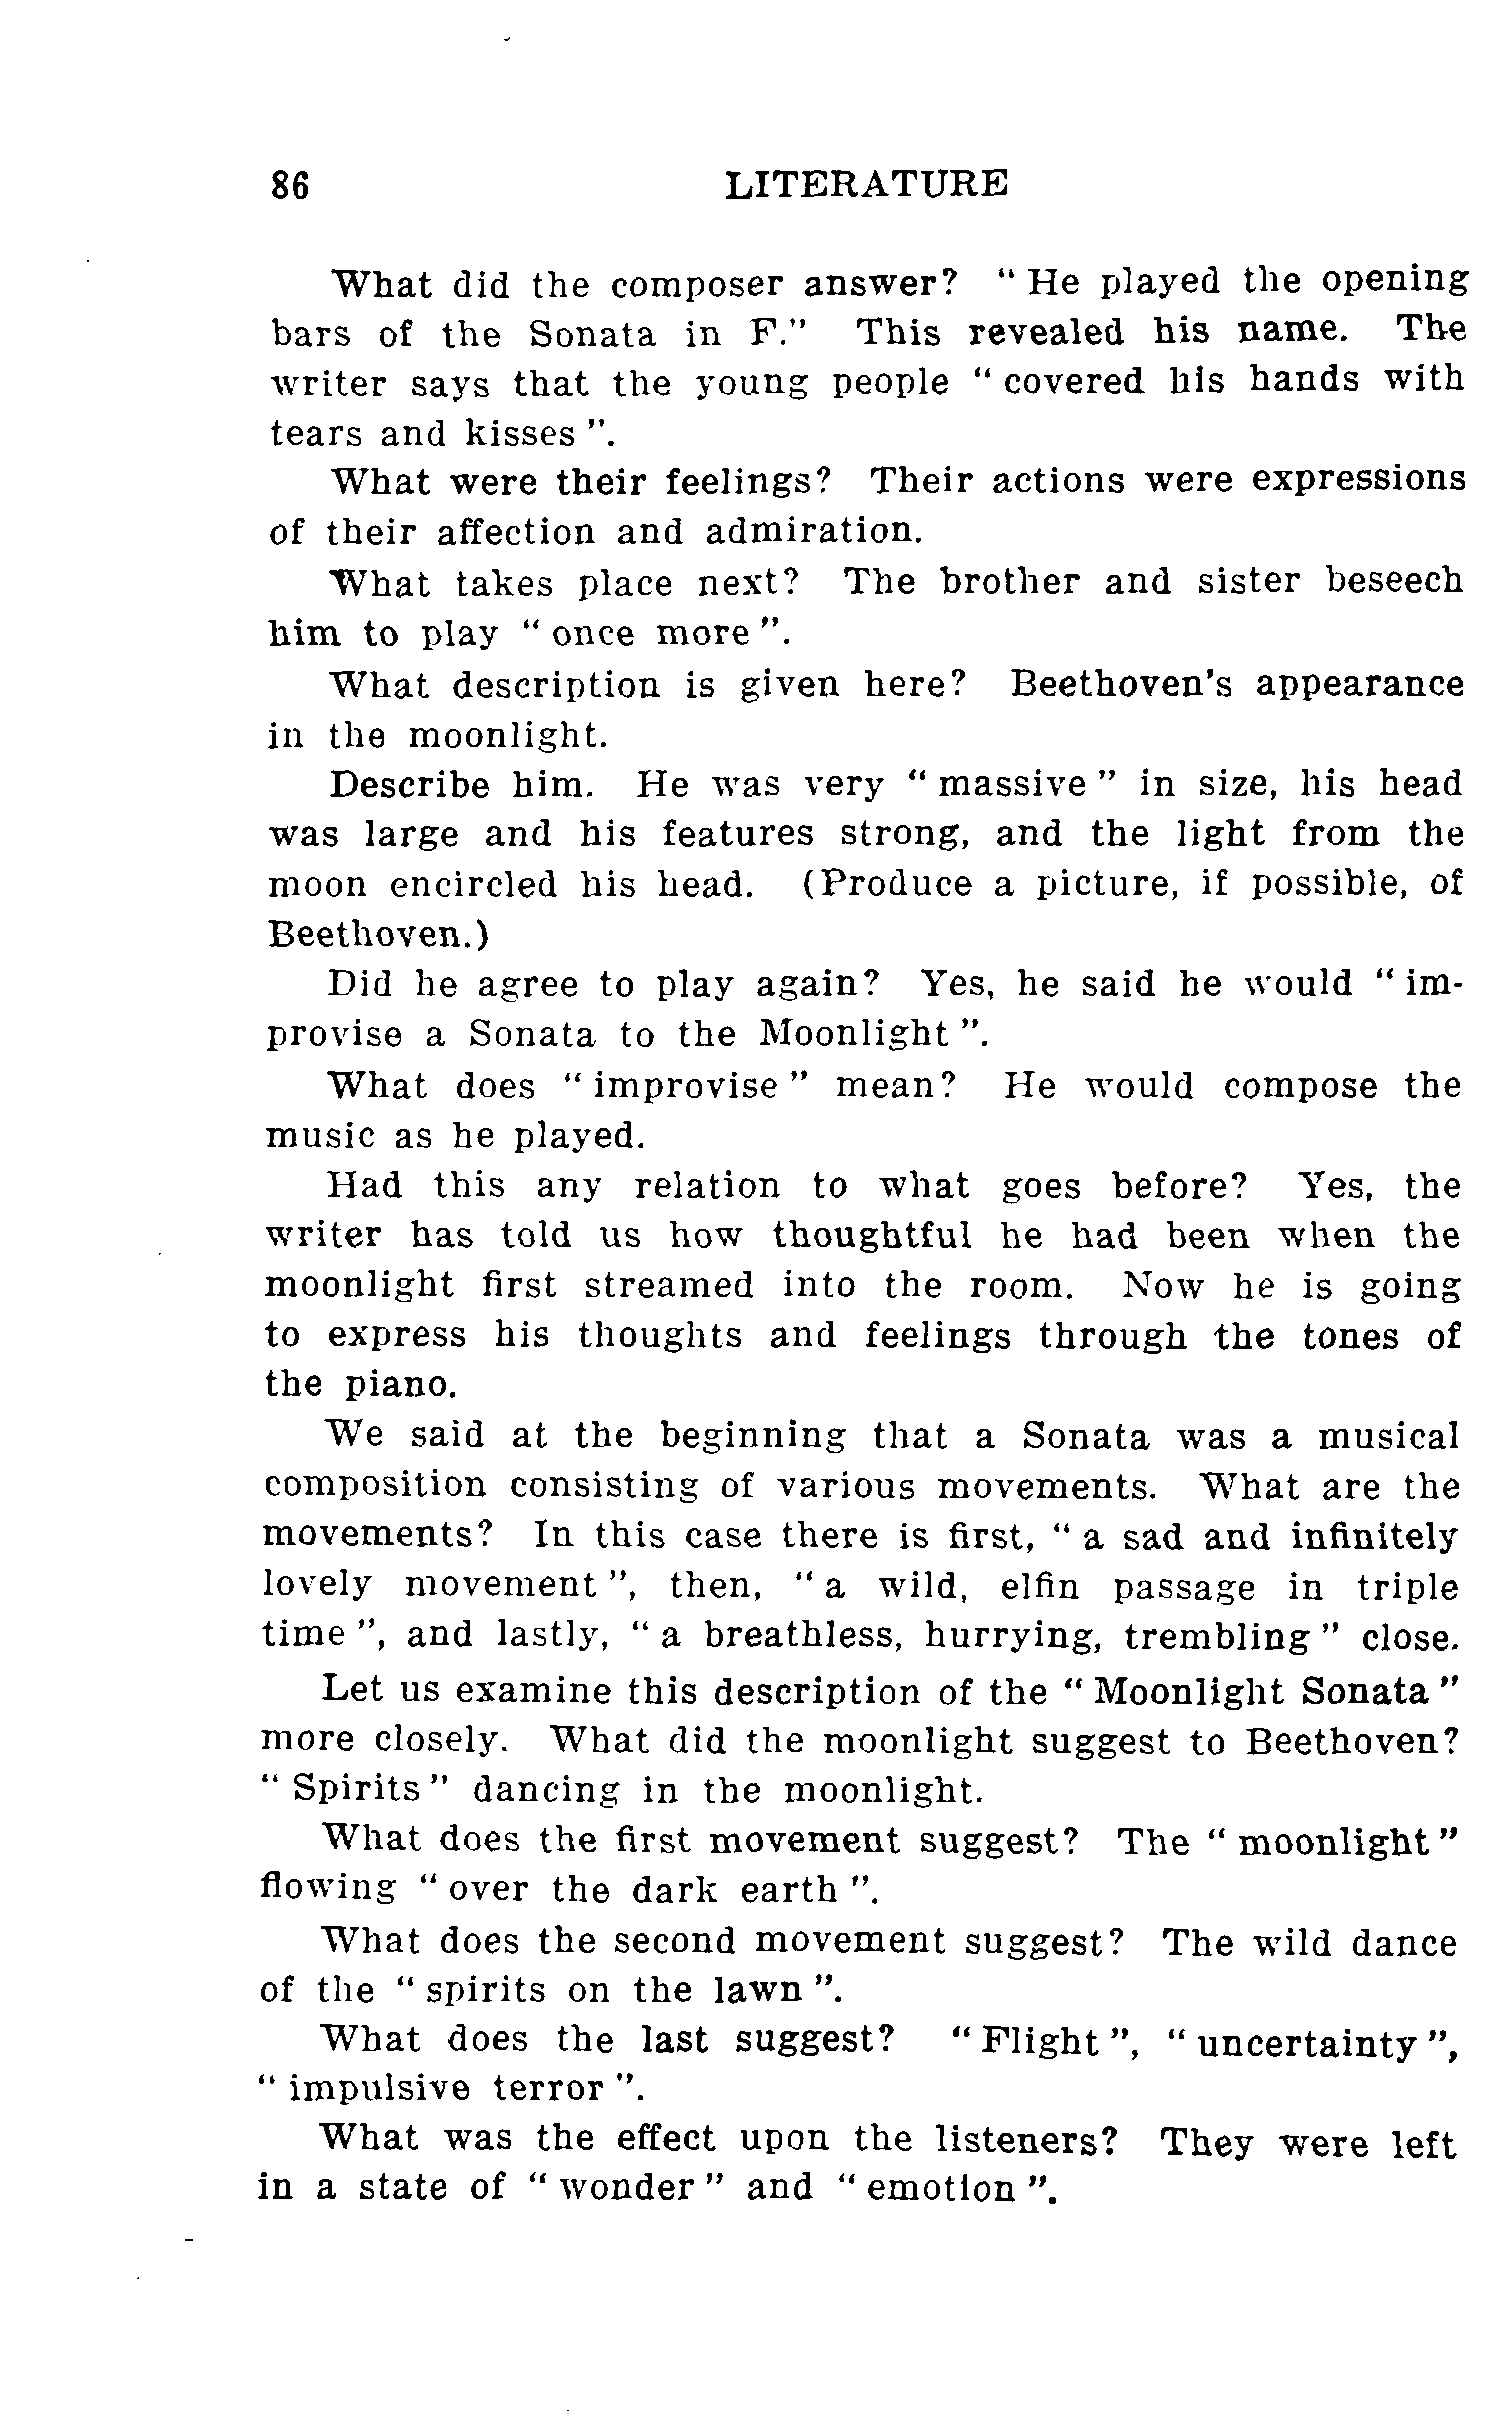 86 LITERATURE
What did the composer answer? " He played the opening
bars of the Sonata in F." This revealed his name. The
writer says that the young people " covered his hands with
tears and kisses ".
What were their feelings? Their actions were expressions
of their affection and admiration.
What takes place next? The brother and sister beseech
him to play " once more ".
What description is given here? Beethoven's appearance
in the moonlight.
Describe him. He was very " massive " in size, his head
was large and his features strong, and the light from the
moon encircled his head. (Produce a picture, if possible, of
Beethoven.)
Did he agree to play again? Yes, he said he would " im-
provise a Sonata to the Moonlight ".
What does " improvise " mean? He would compose the
music as he played.
Had this any relation to what goes before? Yes, the
writer has told us how thoughtful he had been when the
moonlight first streamed into the room. Now he is going
to express his thoughts and feelings through the tones of
the piano.
We said at the beginning that a Sonata was a musical
composition consisting of various movements. What are the
movements? In this case there is first, " a sad and infinitely
lovely movement ", then, " a wild, elfin passage in triple
time ", and lastly, " a breathless, hurrying, trembling " close.
Let us examine this description of the " Moonlight Sonata "
more closely. What did the moonlight suggest to Beethoven?
" Spirits " dancing in the moonlight.
What does the first movement suggest? The " moonlight "
flowing " over the dark earth ".
What does the second movement suggest? The wild dance
of the " spirits on the lawn ".
What does the last suggest? " Flight ", " uncertainty ",
" impulsive terror ".
What was the effect upon the listeners? They were left
in a state of " wonder " and " emotion ".